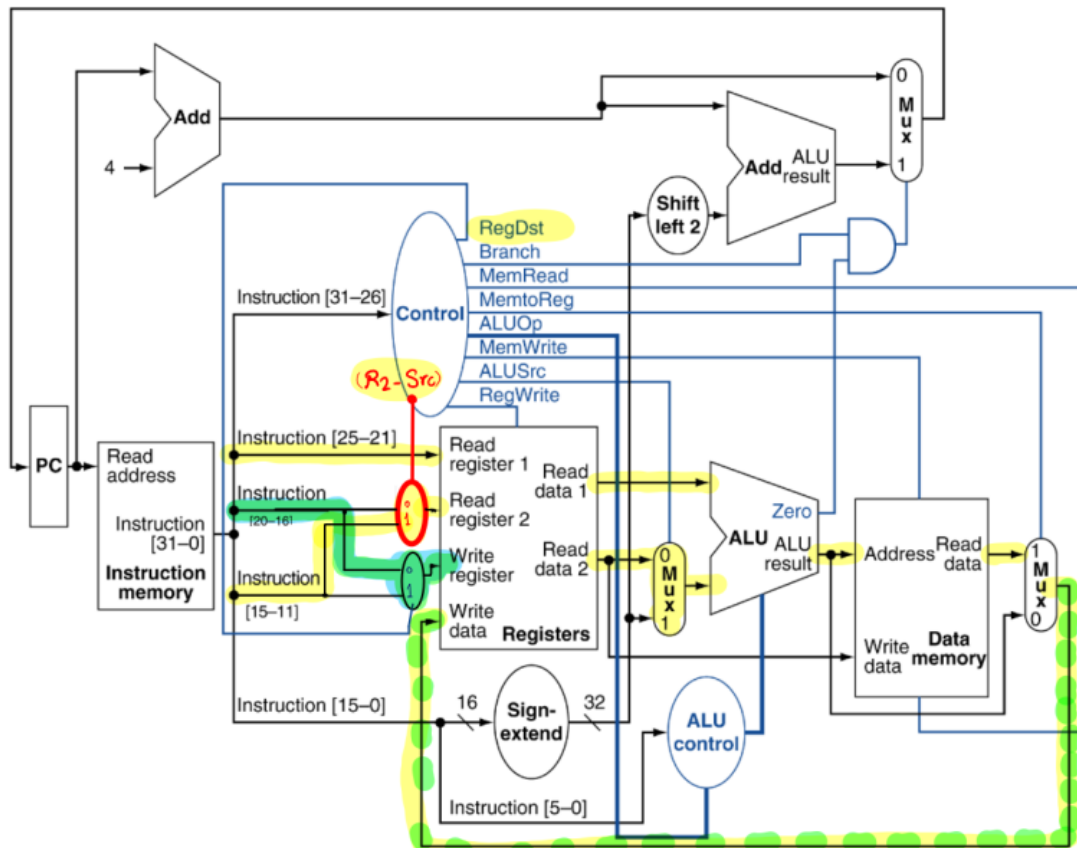 Add
4
0
Mux
1
Add
ALU
result
Shift
left 2
RegDst
Branch
MemRead
MemtoReg
ALUOp
MemWrite
ALUSrc
RegWrite
Instruction [31–26]
Control
(R2-Src)
PC
Read
address
Instruction
[31–0]
Instruction
memory
Instruction [25–21]
Instruction
[20–16]
Instruction
[15–11]
0
1
0
1
Read
register 1
Read
register 2
Write
register
Write
data
Read
data 1
Read
data 2
Registers
0
Mux
1
Zero
ALU
ALU
result
Address
Read
data
Write
data
Data
memory
1
Mux
0
Instruction [15–0]
16
Sign-
extend
32
ALU
control
Instruction [5–0]